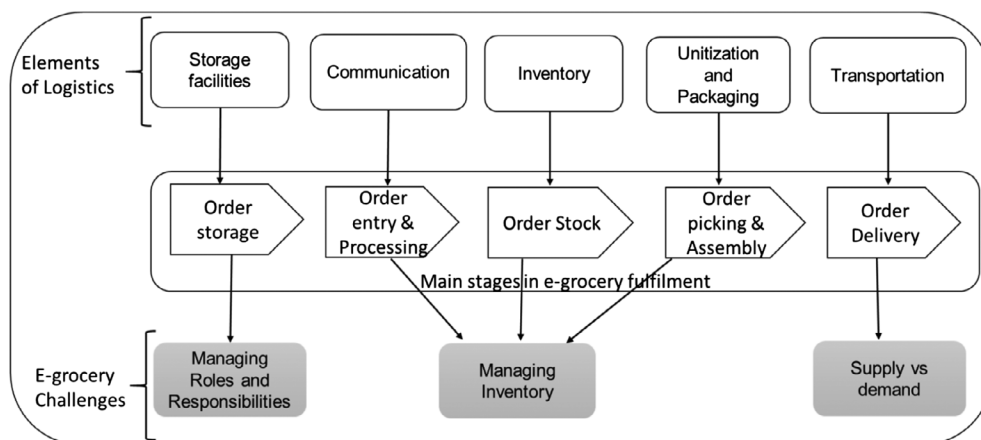 Elements
of Logistics
Storage
facilities
Communication
Inventory
Unitization
and
Packaging
Transportation
Order
storage
Order
entry &
Processing
Order Stock
Order
picking &
Assembly
Order
Delivery
Main stages in e-grocery fulfilment
E-grocery
Challenges
Managing
Roles and
Responsibilities
Managing
Inventory
Supply vs
demand